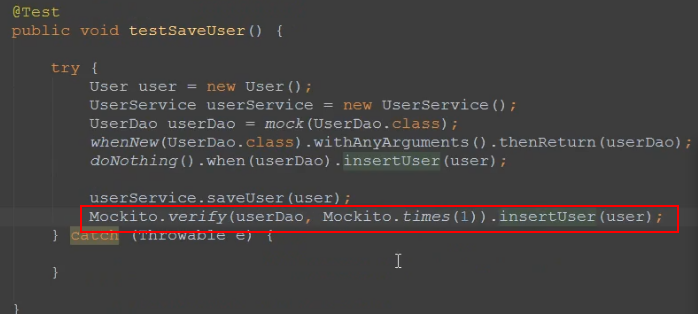 @Test
public void testSaveUser() {
try {
User user = new User();
UserService userService = new UserService();
UserDao userDao = mock(UserDao.class);
whenNew(UserDao.class).withAnyArguments().thenReturn(userDao);
doNothing().when(userDao).insertUser(user);
userService.saveUser(user);
Mockito.verify(userDao, Mockito.times(1)).insertUser(user);
} catch (Throwable e) {
}
}